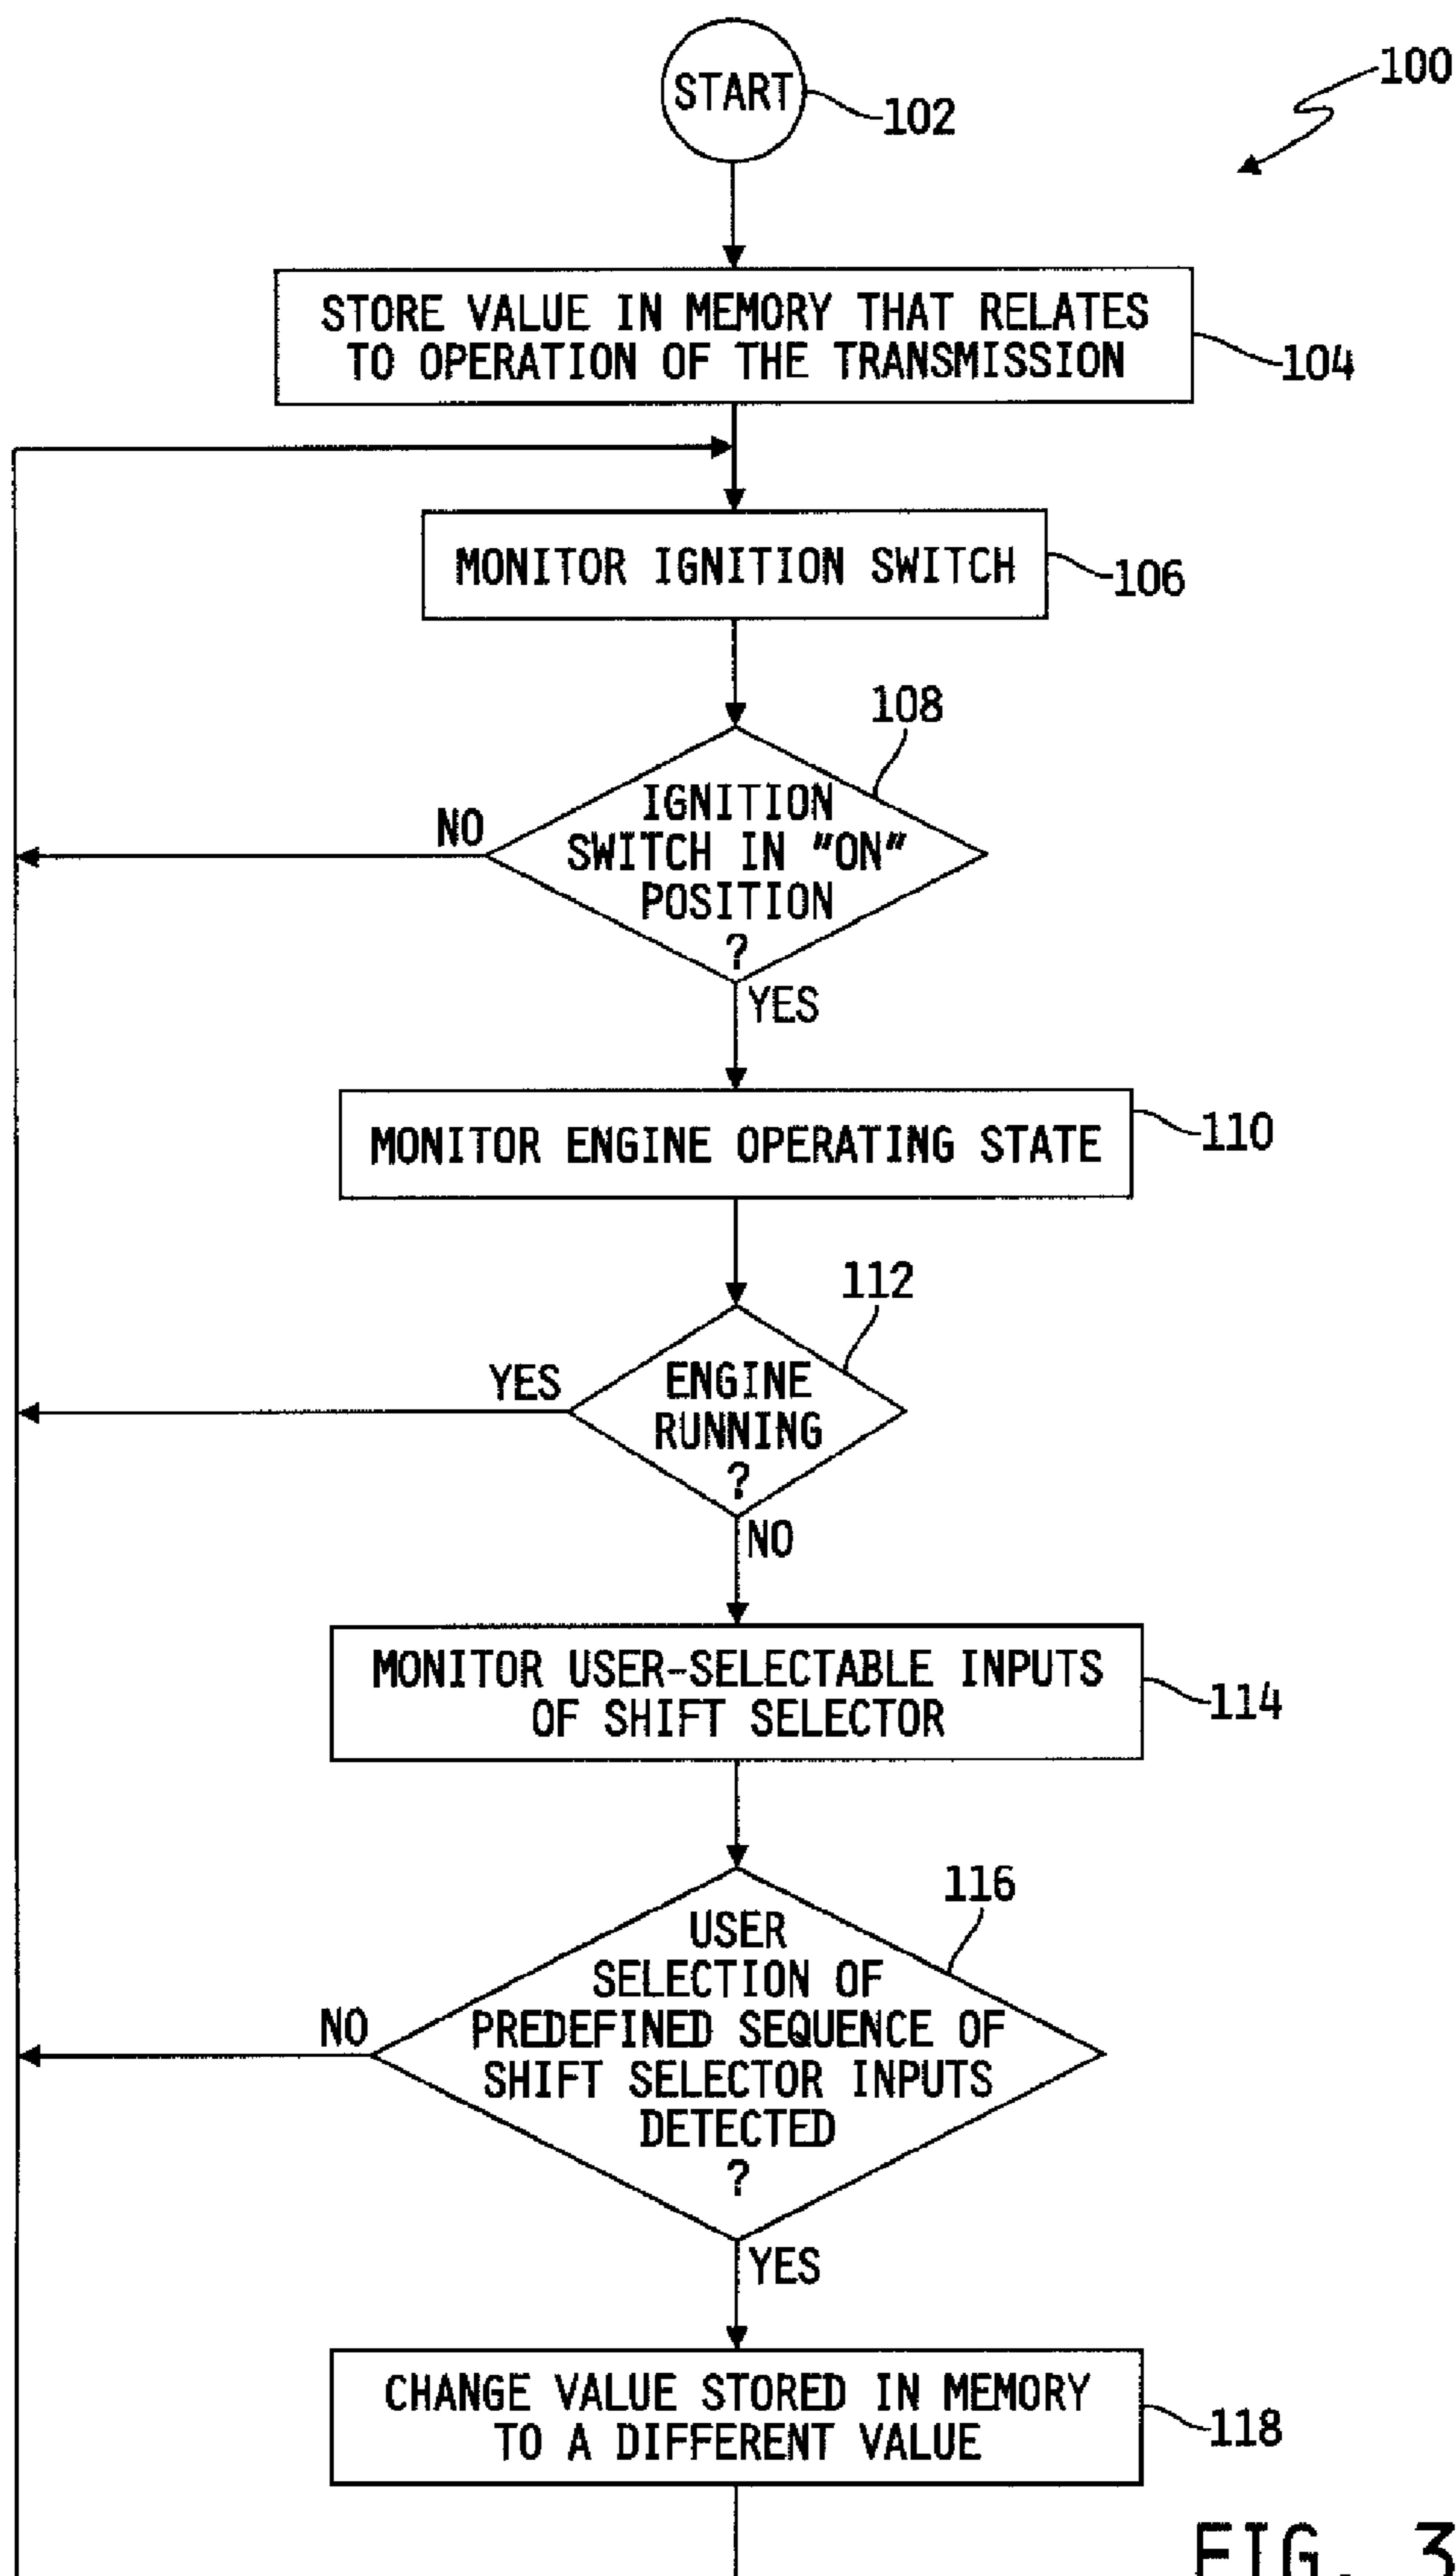 START
102
100
STORE VALUE IN MEMORY THAT RELATES
TO OPERATION OF THE TRANSMISSION
104
MONITOR IGNITION SWITCH
106
108
IGNITION
SWITCH IN "ON"
POSITION
?
NO
YES
MONITOR ENGINE OPERATING STATE
110
112
ENGINE
RUNNING
?
YES
NO
MONITOR USER-SELECTABLE INPUTS
OF SHIFT SELECTOR
114
116
USER
SELECTION OF
PREDEFINED SEQUENCE OF
SHIFT SELECTOR INPUTS
DETECTED
?
NO
YES
CHANGE VALUE STORED IN MEMORY
TO A DIFFERENT VALUE
118
FIG. 3